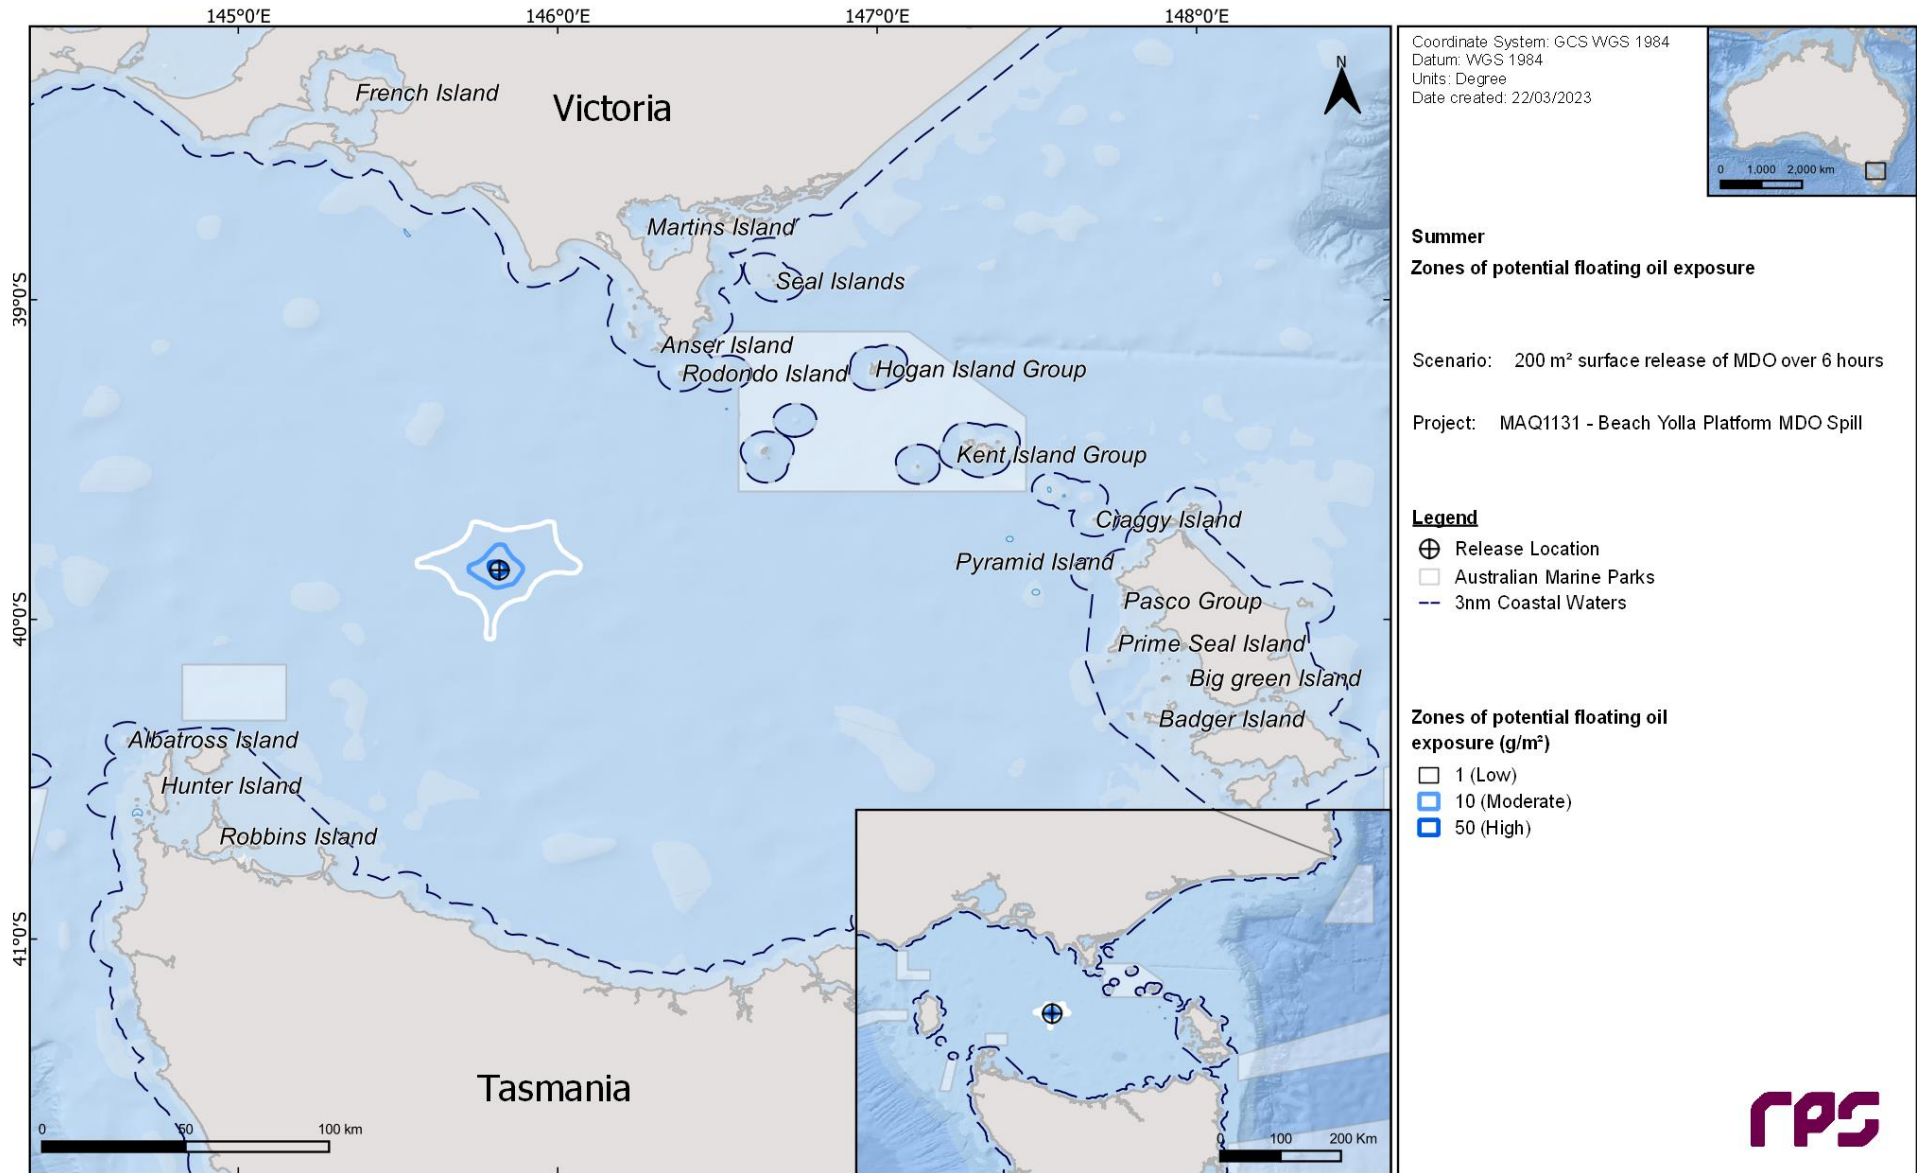 145°0'E 146°0'E 147°0'E 148°0'E
39°0'S
40°0'S
41°0'S
French Island
Victoria
N
Martins Island
Seal Islands
Anser Island
Rodondo Island
Hogan Island Group
Kent Island Group
Craggy Island
Pyramid Island
Pasco Group
Prime Seal Island
Big green Island
Badger Island
Albatross Island
Hunter Island
Robbins Island
Tasmania
0 50 100 km
0 100 200 Km
Coordinate System: GCS WGS 1984
Datum: WGS 1984
Units: Degree
Date created: 22/03/2023
0 1,000 2,000 km
Summer
Zones of potential floating oil exposure
Scenario: 200 m² surface release of MDO over 6 hours
Project: MAQ1131 - Beach Yolla Platform MDO Spill
Legend
Release Location
Australian Marine Parks
3nm Coastal Waters
Zones of potential floating oil
exposure (g/m²)
1 (Low)
10 (Moderate)
50 (High)
rps